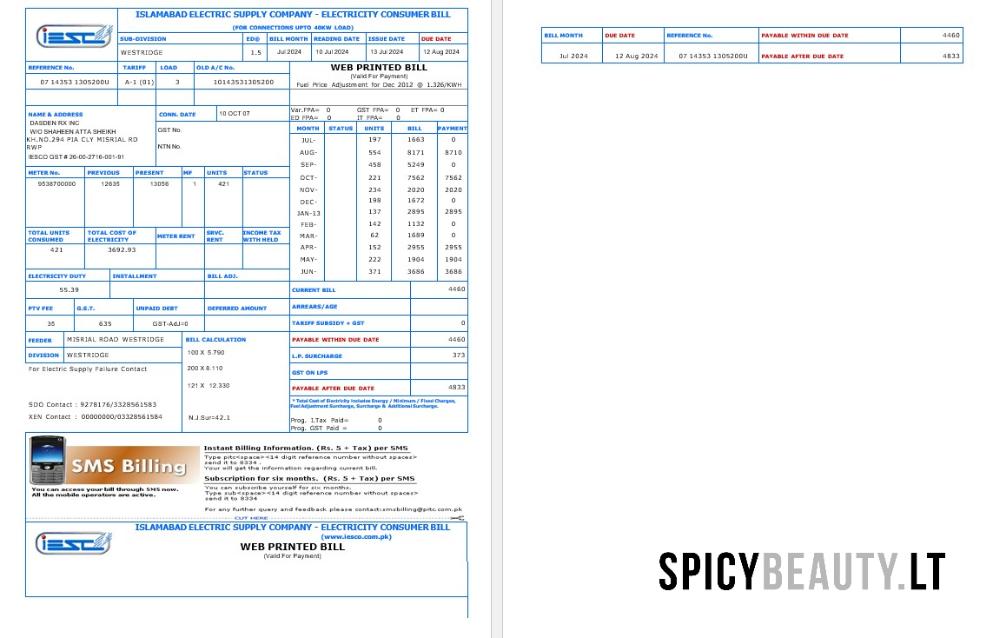 ISLAMABAD ELECTRIC SUPPLY COMPANY - ELECTRICITY CONSUMER BILL
(FOR CONNECTIONS UPTO 40KW LOAD)
iesco
SUB-DIVISION ED@ BILL MONTH READING DATE ISSUE DATE DUE DATE
WESTRIDGE 1.5 Jul 2024 10 Jul 2024 13 Jul 2024 12 Aug 2024
REFERENCE No. TARIFF LOAD OLD A/C No.
07 14353 1305200U A-1 (01) 3 10143531305200
WEB PRINTED BILL
(Valid For Payment)
Fuel Price Adjustment for Dec 2012 @ 1.326/KWH
NAME & ADDRESS
DASDEN RX INC
W/O SHAHEEN ATTA SHEIKH
KH.NO.294 PIA CLY MISRIAL RD
RWP
IESCO GST# 26-00-2716-001-91
CONN. DATE 10 OCT 07
GST No.
NTN No.
Var.FPA= 0 GST FPA= 0 ET FPA= 0
ED FPA= 0 IT FPA= 0
MONTH STATUS UNITS BILL PAYMENT
JUL- 197 1663 0
AUG- 554 8171 8710
SEP- 458 5249 0
OCT- 221 7562 7562
NOV- 234 2020 2020
DEC- 198 1672 0
JAN-13 137 2895 2895
FEB- 142 1132 0
MAR- 62 1689 0
APR- 152 2955 2955
MAY- 222 1904 1904
JUN- 371 3686 3686
METER No. PREVIOUS PRESENT MF UNITS STATUS
9538700000 12635 13056 1 421
TOTAL UNITS CONSUMED TOTAL COST OF ELECTRICITY METER RENT SRVC. RENT INCOME TAX WITH HELD
421 3692.93
ELECTRICITY DUTY INSTALLMENT BILL ADJ.
55.39
PTV FEE G.S.T. UNPAID DEBT DEFERRED AMOUNT
35 635 GST-AdJ=0
FEEDER MISRIAL ROAD WESTRIDGE
DIVISION WESTRIDGE
For Electric Supply Failure Contact
SDO Contact : 9278176/3328561583
XEN Contact : 00000000/03328561584
BILL CALCULATION
100 X 5.790
200 X 8.110
121 X 12.330
N.J.Sur=42.1
CURRENT BILL 4460
ARREARS/AGE
TARIFF SUBSIDY + GST 0
PAYABLE WITHIN DUE DATE 4460
L.P. SURCHARGE 373
GST ON LPS
PAYABLE AFTER DUE DATE 4833
* Total Cost of Electricity Includes Energy / Minimum / Fixed Charges,
Fuel Adjustment Surcharge, Surcharge & Additional Surcharge.
Prog. I.Tax Paid= 0
Prog. GST Paid = 0
SMS Billing
You can access your bill through SMS now.
All the mobile operators are active.
Instant Billing Information. (Rs. 5 + Tax) per SMS
Type pitc<space><14 digit reference number without spaces>
send it to 8334 .
Your will get the information regarding current bill.
Subscription for six months. (Rs. 5 + Tax) per SMS
You can subscribe yourself for six months.
Type sub<space><14 digit reference number without spaces>
send it to 8334
For any further query and feedback please contact:smsbilling@pitc.com.pk
CUT HERE
ISLAMABAD ELECTRIC SUPPLY COMPANY - ELECTRICITY CONSUMER BILL
(www.iesco.com.pk)
iesco
WEB PRINTED BILL
(Valid For Payment)
BILL MONTH DUE DATE REFERENCE No. PAYABLE WITHIN DUE DATE 4460
Jul 2024 12 Aug 2024 07 14353 1305200U PAYABLE AFTER DUE DATE 4833
SPICYBEAUTY.LT